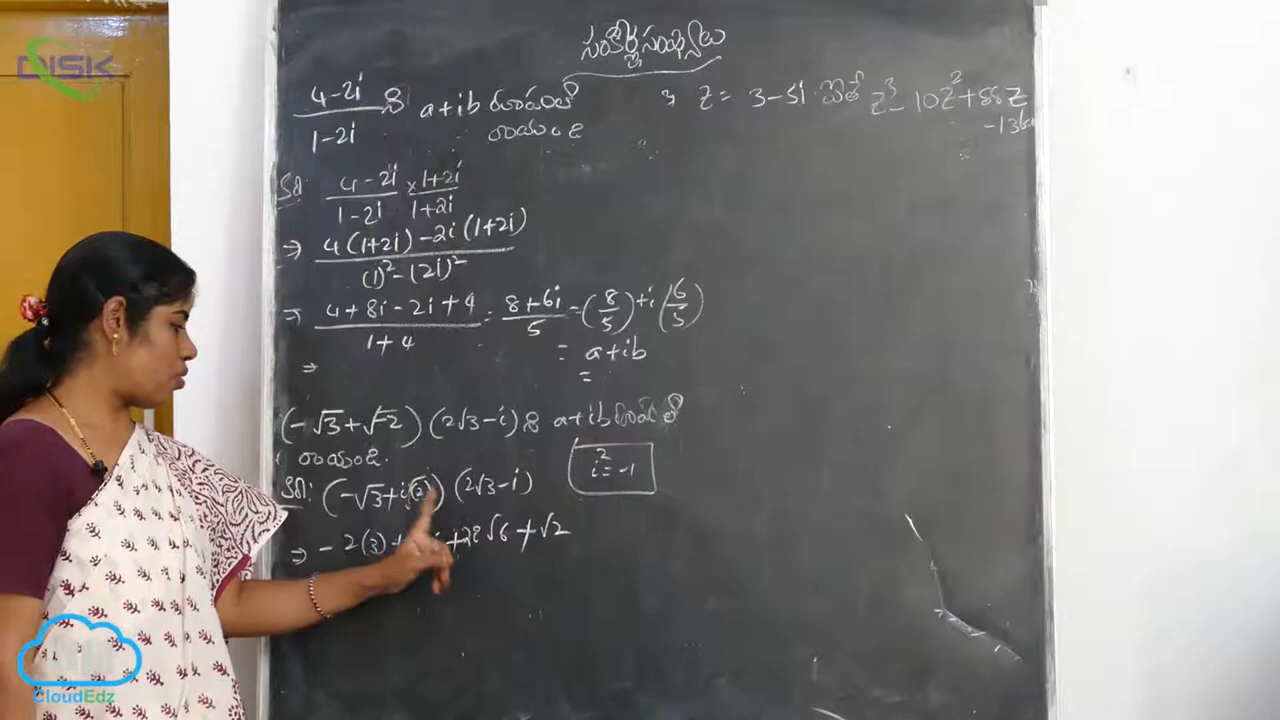 DISK
సంకీర్ణ సంఖ్యలు
4-2i / 1-2i ని a+ib రూపంలో
రాయండి
3 z = 3-5i ఐతే z³ - 10z² + 58z
-136
Sol: 4-2i / 1-2i × 1+2i / 1+2i
⇒ 4(1+2i) -2i(1+2i) / (1)² - (2i)²
⇒ 4+8i-2i+4 / 1+4 = 8+6i / 5 = (8/5) + i(6/5)
= a+ib
=
⇒
(-√3+√-2) (2√3-i) ని a+ib రూపంలో
రాయండి.
i² = -1
Sol: (-√3+i√2) (2√3-i)
⇒ -2(3)+ i +2i√6 +√2
CloudEdz